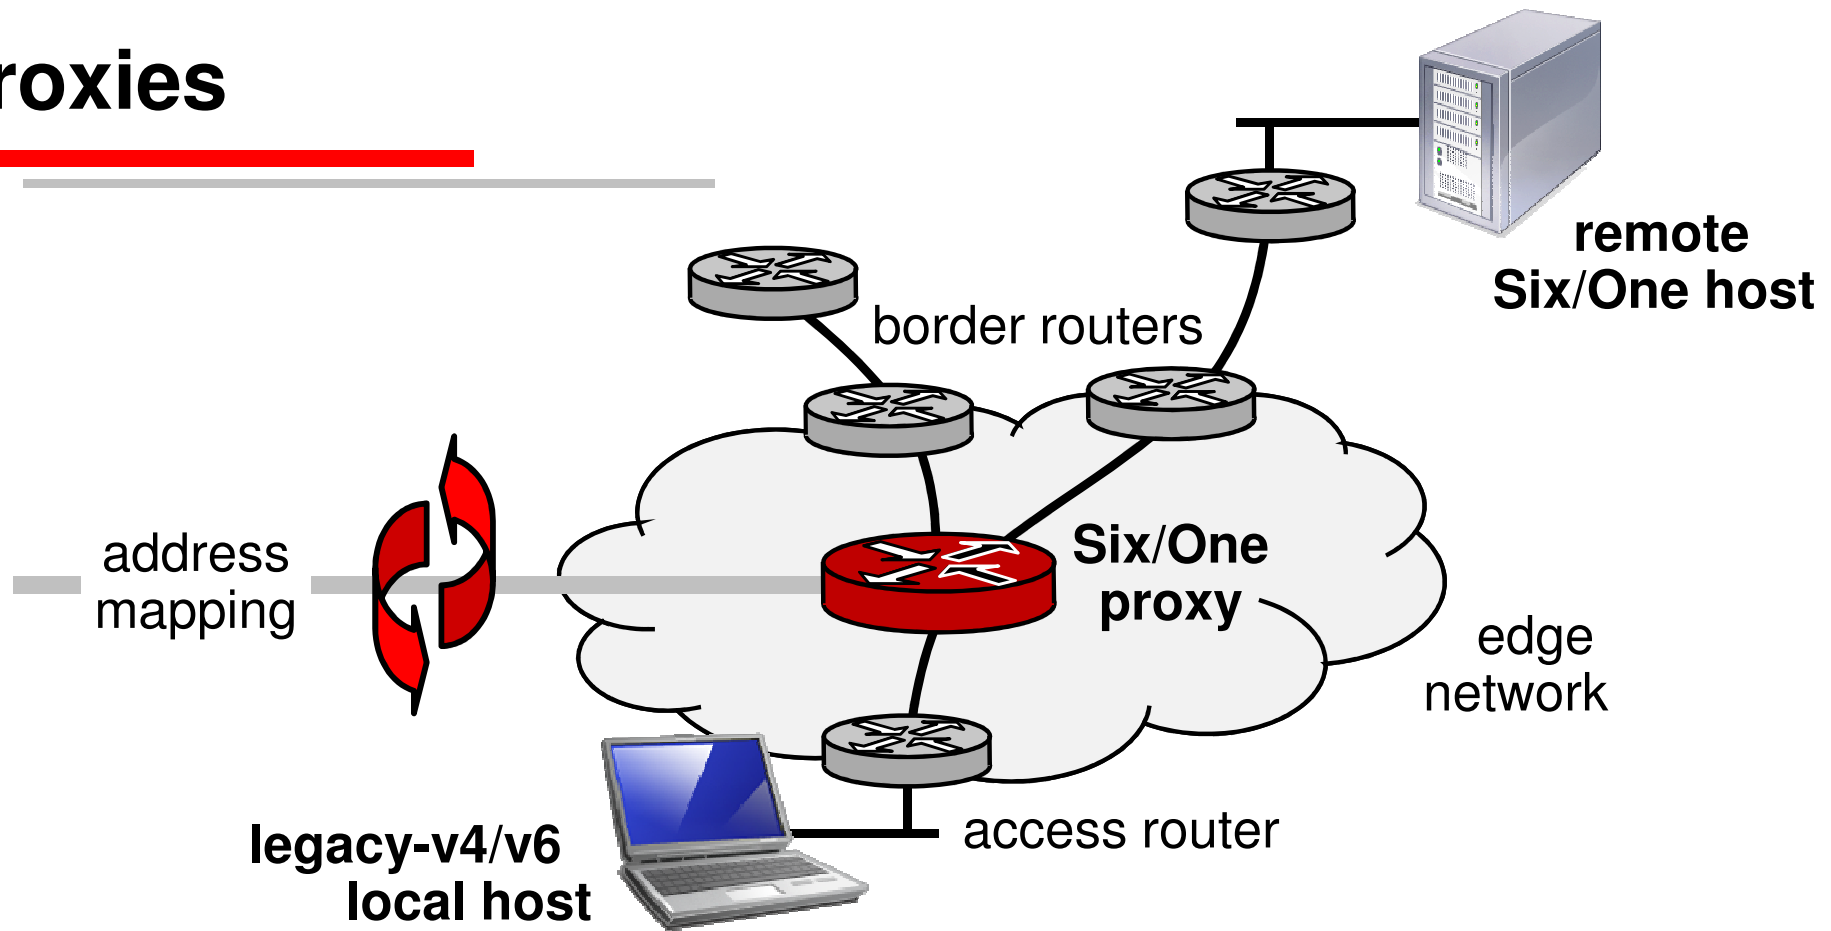 roxies
remote
Six/One host
border routers
Six/One
proxy
address
mapping
edge
network
access router
legacy-v4/v6
local host